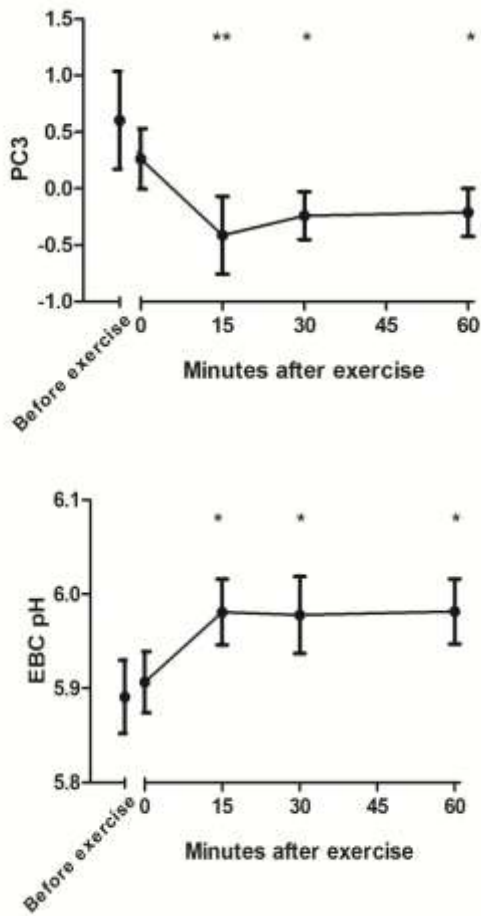 1.5
** * *
1.0
0.5
PC3
0.0
-0.5
-1.0
Before exercise 0 15 30 45 60
Minutes after exercise
6.1
* * *
6.0
EBC pH
5.9
5.8
Before exercise 0 15 30 45 60
Minutes after exercise